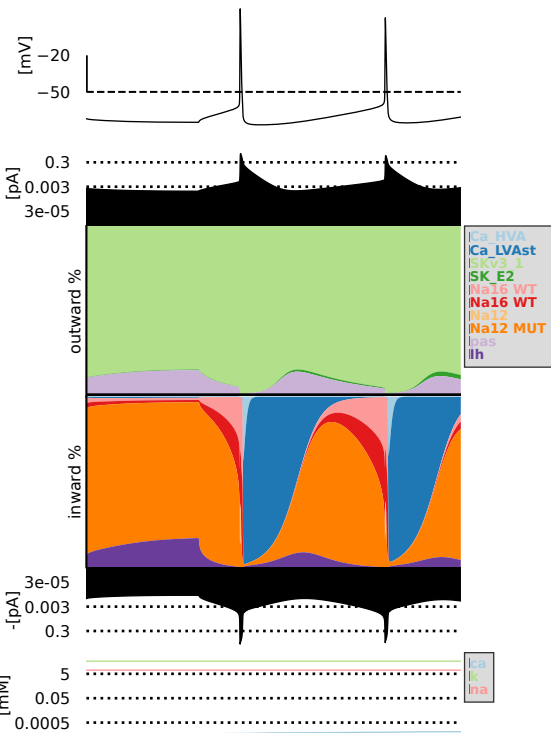 [mV]
−20
−50
[pA]
0.3
0.003
3e-05
outward %
Ca_HVA
Ca_LVAst
SKv3_1
SK_E2
Na16 WT
Na16 WT
Na12
Na12 MUT
pas
Ih
inward %
-[pA]
3e-05
0.003
0.3
[mM]
5
0.05
0.0005
ca
k
na